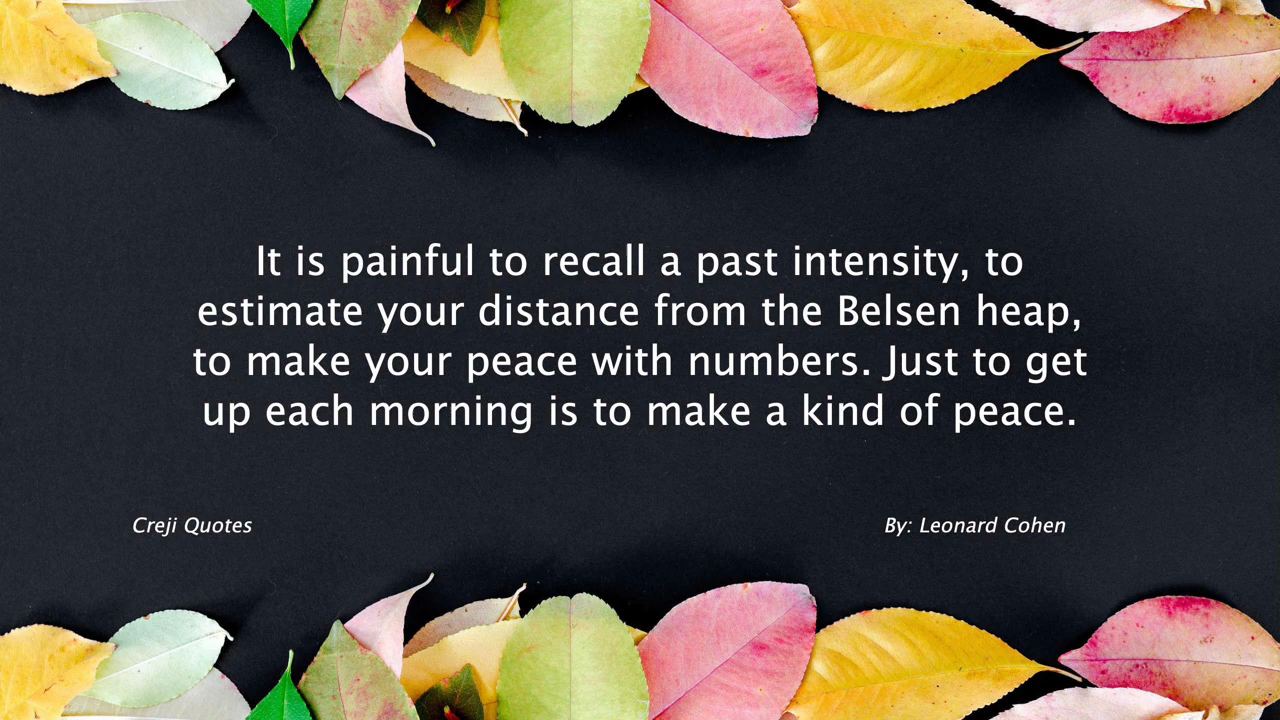 It is painful to recall a past intensity, to
estimate your distance from the Belsen heap,
to make your peace with numbers. Just to get
up each morning is to make a kind of peace.
Creji Quotes
By: Leonard Cohen